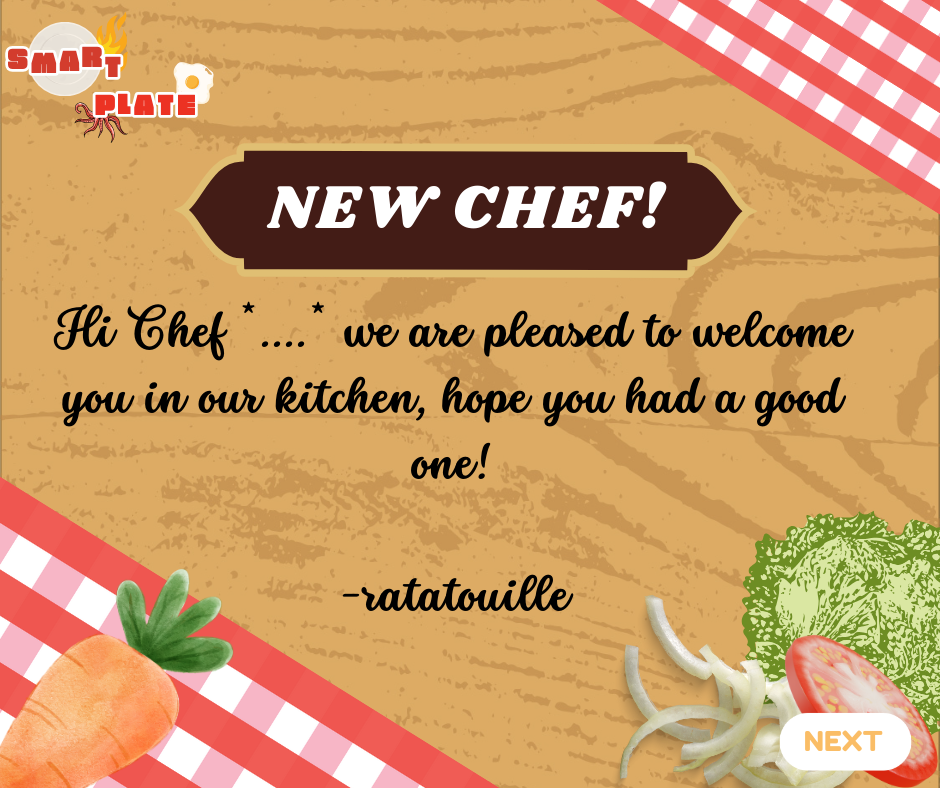 SMART
PLATE
NEW CHEF!
Hi Chef *....* we are pleased to welcome
you in our kitchen, hope you had a good
one!
-ratatouille
NEXT